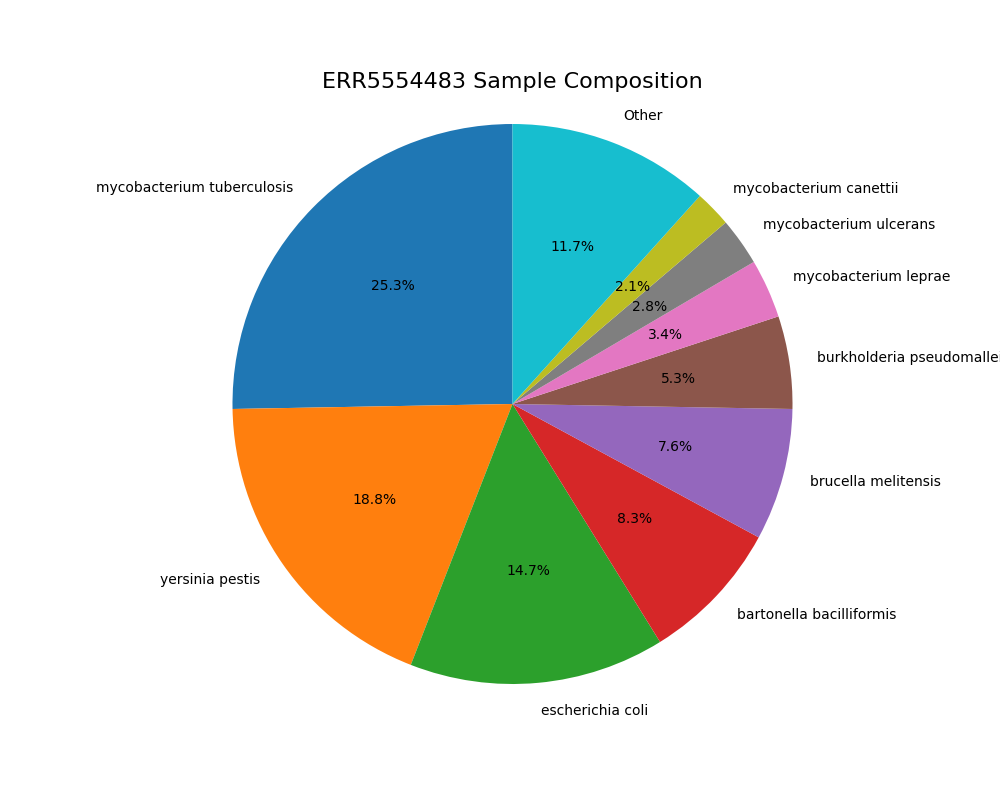 ERR5554483 Sample Composition
Other
mycobacterium tuberculosis
mycobacterium canettii
mycobacterium ulcerans
mycobacterium leprae
burkholderia pseudomallei
brucella melitensis
bartonella bacilliformis
escherichia coli
yersinia pestis
11.7%
25.3%
2.1%
2.8%
3.4%
5.3%
7.6%
8.3%
14.7%
18.8%